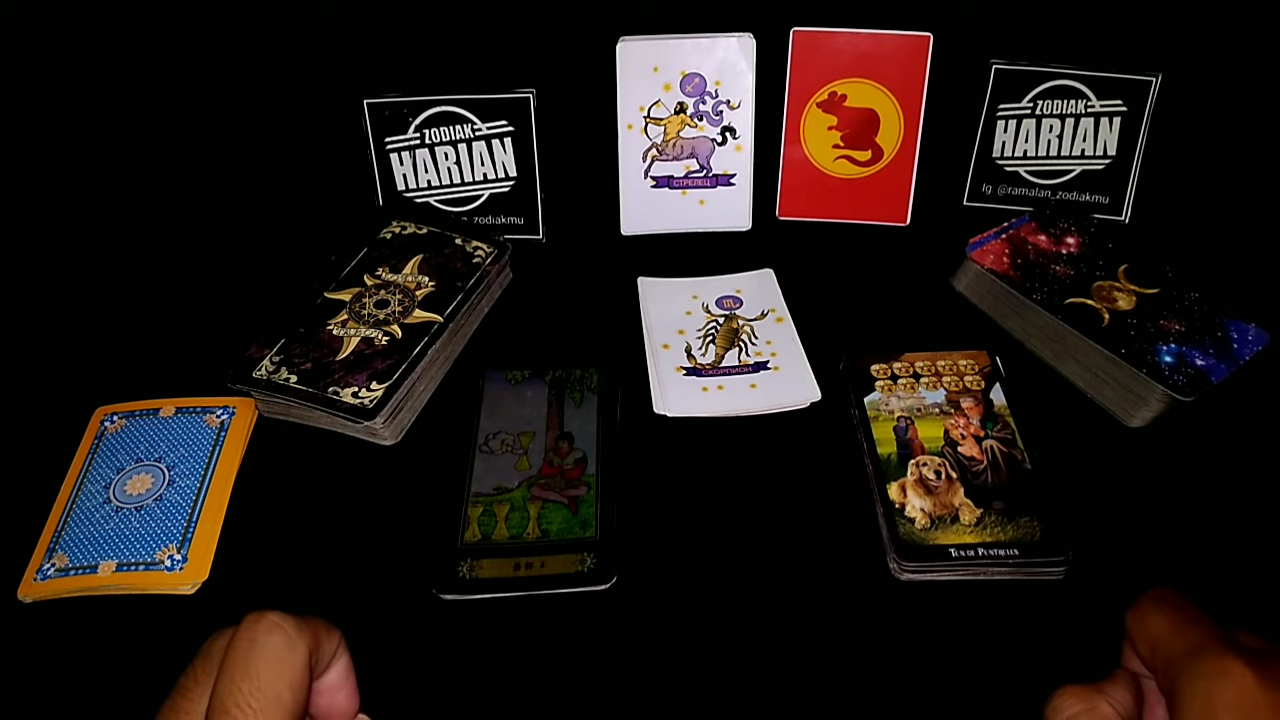 ZODIAK
HARIAN
zodiakmu
СТРЕЛЕЦ
ZODIAK
HARIAN
Ig: @ramalan_zodiakmu
СКОРПИОН
TEN OF PENTACLES